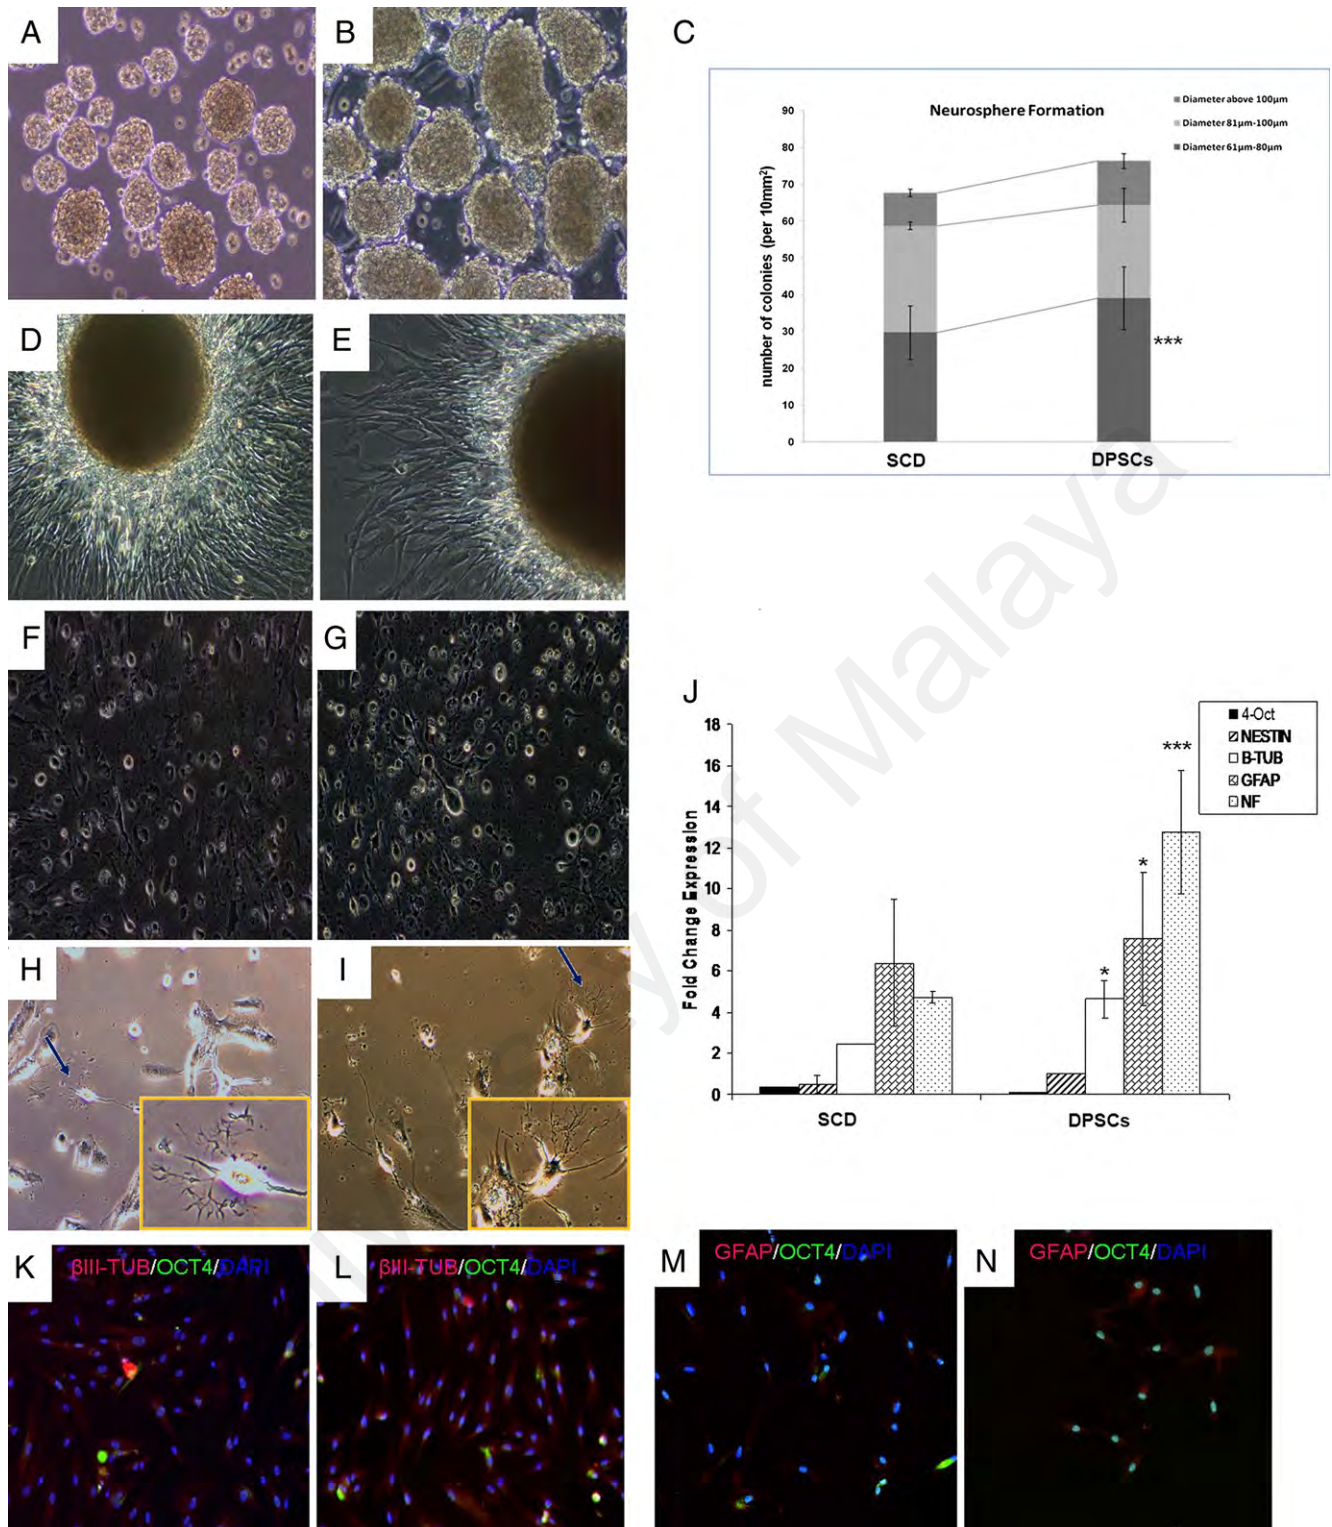 A
B
C
Neurosphere Formation
Diameter above 100µm
Diameter 81µm-100µm
Diameter 61µm-80µm
number of colonies (per 10mm²)
90
80
70
60
50
40
30
20
10
0
***
SCD
DPSCs
D
E
F
G
H
I
J
4-Oct
NESTIN
B-TUB
GFAP
NF
Fold Change Expression
18
16
14
12
10
8
6
4
2
0
*
*
***
SCD
DPSCs
K
βIII-TUB/OCT4/DAPI
L
βIII-TUB/OCT4/DAPI
M
GFAP/OCT4/DAPI
N
GFAP/OCT4/DAPI
of Malaya